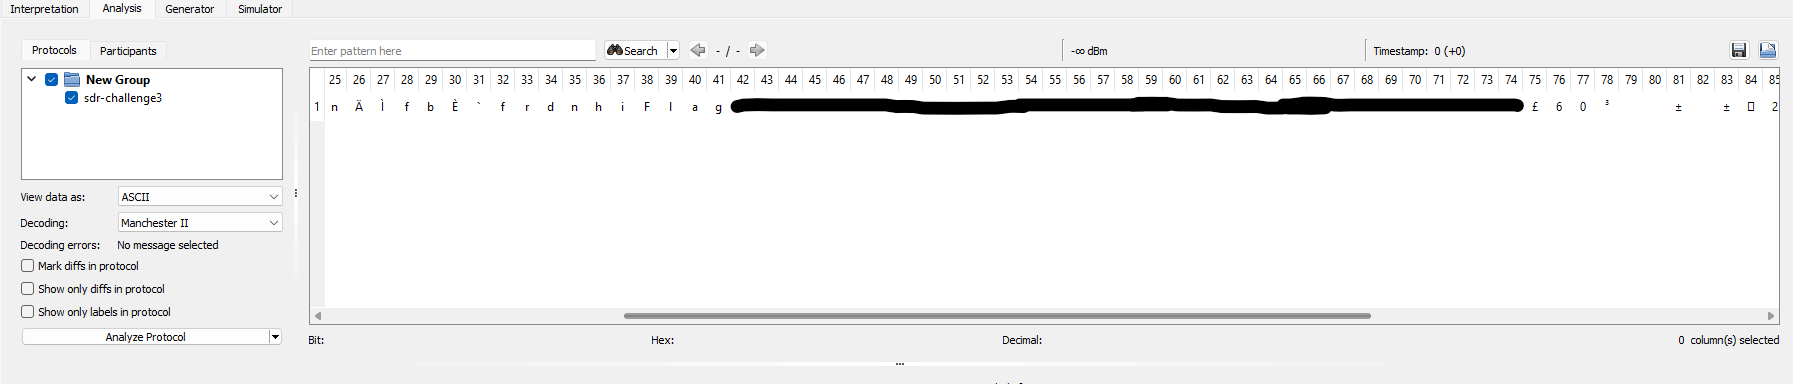 Interpretation Analysis Generator Simulator
Protocols Participants
New Group
sdr-challenge3
View data as: ASCII
Decoding: Manchester II
Decoding errors: No message selected
Mark diffs in protocol
Show only diffs in protocol
Show only labels in protocol
Analyze Protocol
Enter pattern here Search - / - -∞ dBm Timestamp: 0 (+0)
25 26 27 28 29 30 31 32 33 34 35 36 37 38 39 40 41 42 43 44 45 46 47 48 49 50 51 52 53 54 55 56 57 58 59 60 61 62 63 64 65 66 67 68 69 70 71 72 73 74 75 76 77 78 79 80 81 82 83 84 85
1 n Ä Ì f b È ` f r d n h i F l a g £ 6 0 ³ ± ± 2
Bit: Hex: Decimal: 0 column(s) selected